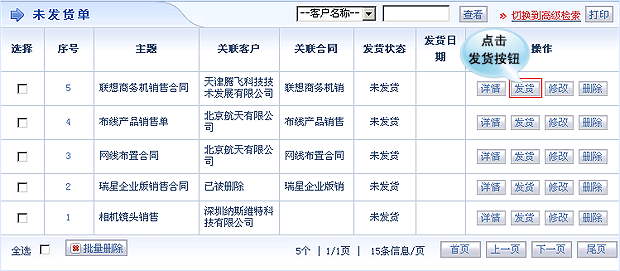 未发货单
--客户名称-- 查看 » 切换到高级检索 打印
选择 序号 主题 关联客户 关联合同 发货状态 发货日期 操作
点击
发货按钮
5 联想商务机销售合同 天津腾飞科技技术发展有限公司 联想商务机销 未发货 详情 发货 修改 删除
4 布线产品销售单 北京航天有限公司 布线产品销售 未发货 详情 发货 修改 删除
3 网线布置合同 北京航天有限公司 网线布置合同 未发货 详情 发货 修改 删除
2 瑞星企业版销售合同 已被删除 瑞星企业版销 未发货 详情 发货 修改 删除
1 相机镜头销售 深圳纳斯维特科技有限公司 未发货 详情 发货 修改 删除
全选 批量删除 5个 | 1/1页 | 15条信息/页 首页 上一页 下一页 尾页